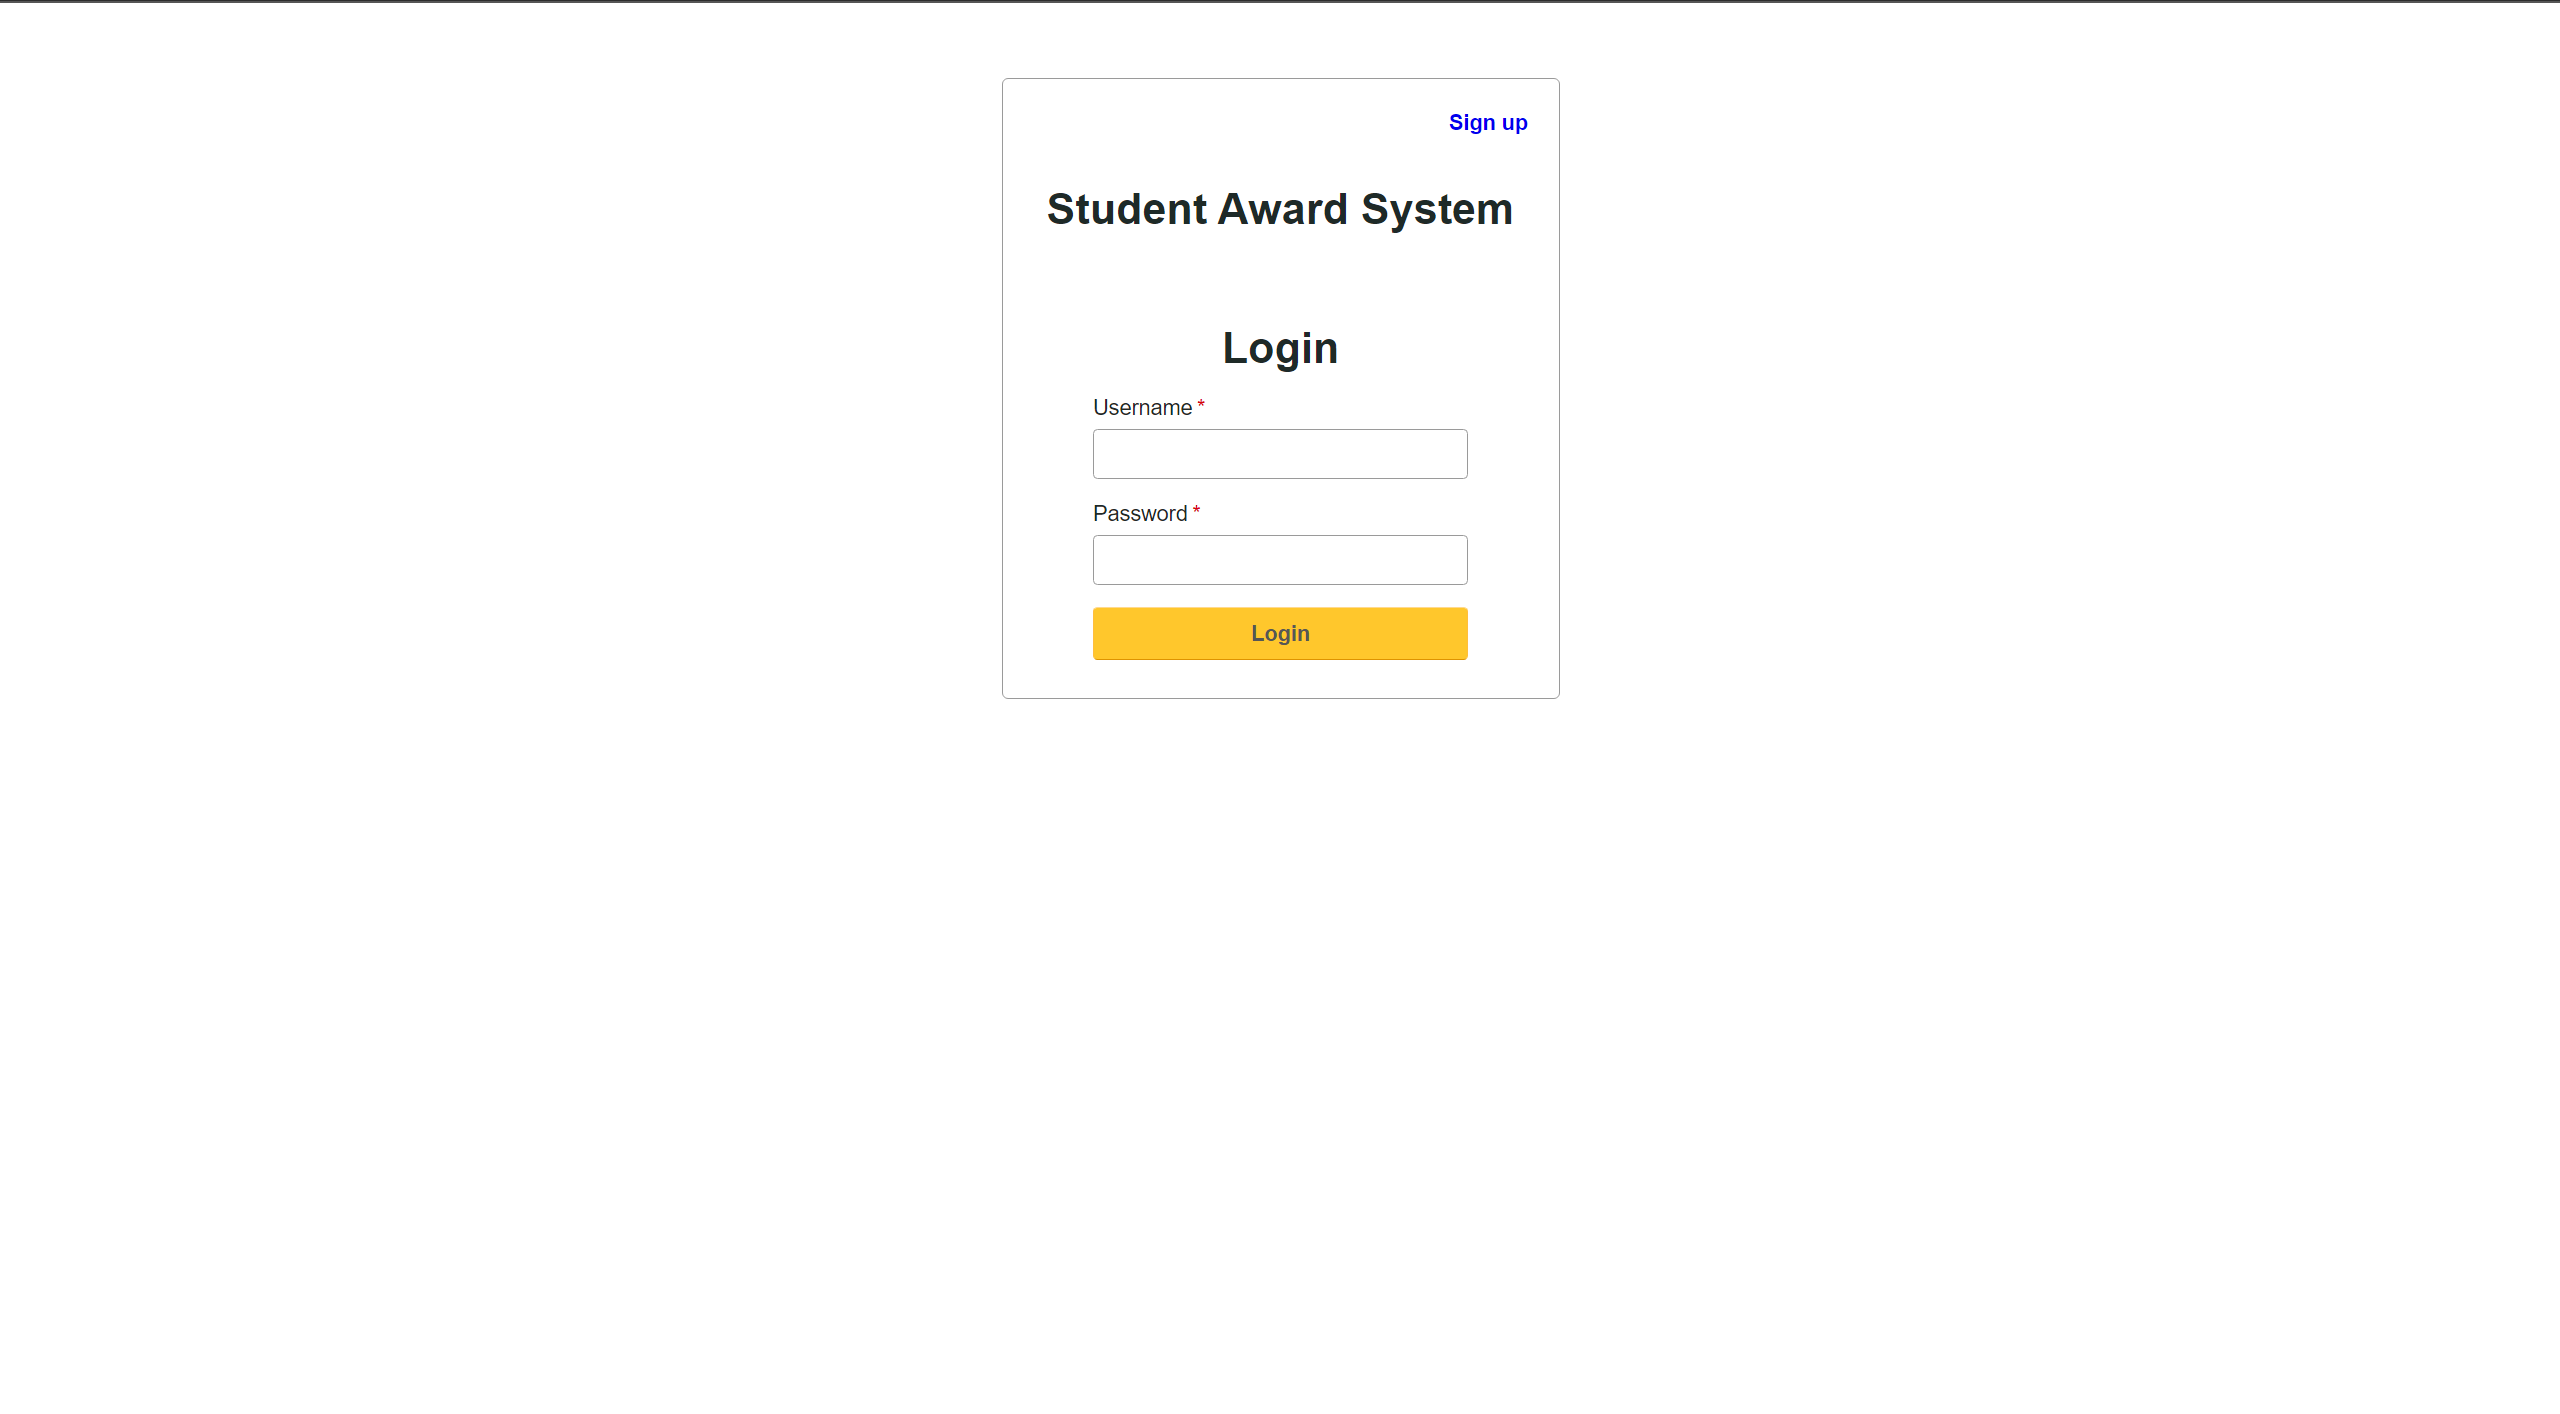 Sign up
Student Award System
Login
Username *
Password *
Login